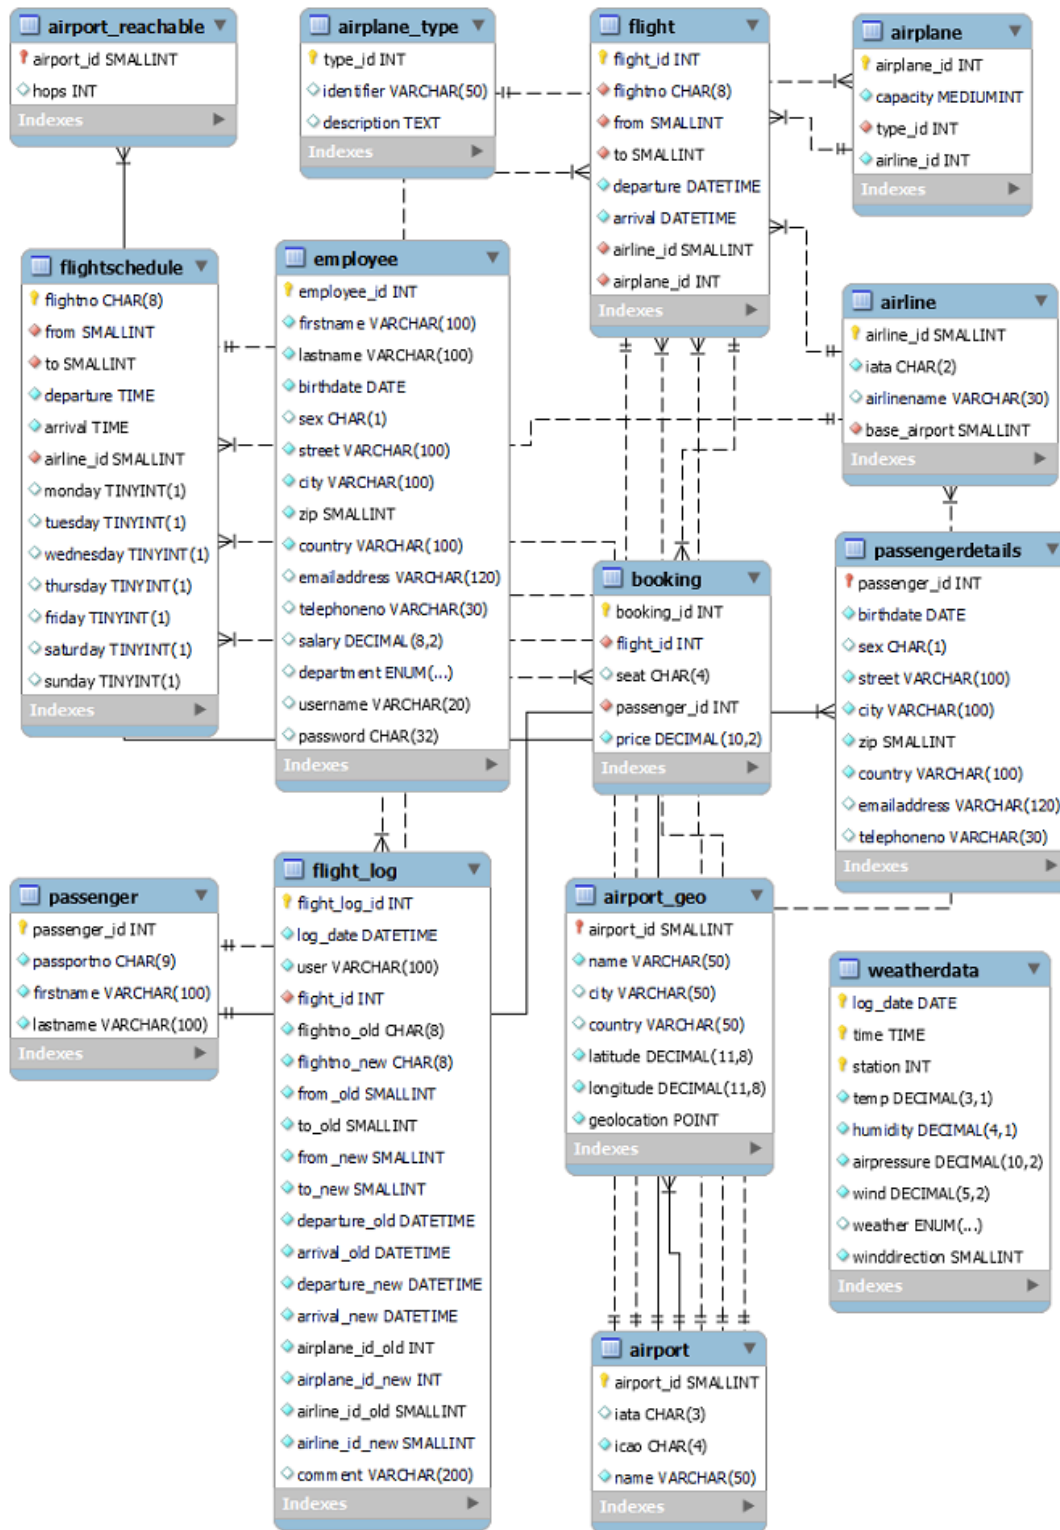 airport_reachable
airport_id SMALLINT
hops INT
Indexes
airplane_type
type_id INT
identifier VARCHAR(50)
description TEXT
Indexes
flight
flight_id INT
flightno CHAR(8)
from SMALLINT
to SMALLINT
departure DATETIME
arrival DATETIME
airline_id SMALLINT
airplane_id INT
Indexes
airplane
airplane_id INT
capacity MEDIUMINT
type_id INT
airline_id INT
Indexes
flightschedule
flightno CHAR(8)
from SMALLINT
to SMALLINT
departure TIME
arrival TIME
airline_id SMALLINT
monday TINYINT(1)
tuesday TINYINT(1)
wednesday TINYINT(1)
thursday TINYINT(1)
friday TINYINT(1)
saturday TINYINT(1)
sunday TINYINT(1)
Indexes
employee
employee_id INT
firstname VARCHAR(100)
lastname VARCHAR(100)
birthdate DATE
sex CHAR(1)
street VARCHAR(100)
city VARCHAR(100)
zip SMALLINT
country VARCHAR(100)
emailaddress VARCHAR(120)
telephoneno VARCHAR(30)
salary DECIMAL(8,2)
department ENUM(...)
username VARCHAR(20)
password CHAR(32)
Indexes
airline
airline_id SMALLINT
iata CHAR(2)
airlinename VARCHAR(30)
base_airport SMALLINT
Indexes
booking
booking_id INT
flight_id INT
seat CHAR(4)
passenger_id INT
price DECIMAL(10,2)
Indexes
passengerdetails
passenger_id INT
birthdate DATE
sex CHAR(1)
street VARCHAR(100)
city VARCHAR(100)
zip SMALLINT
country VARCHAR(100)
emailaddress VARCHAR(120)
telephoneno VARCHAR(30)
Indexes
passenger
passenger_id INT
passportno CHAR(9)
firstname VARCHAR(100)
lastname VARCHAR(100)
Indexes
flight_log
flight_log_id INT
log_date DATETIME
user VARCHAR(100)
flight_id INT
flightno_old CHAR(8)
flightno_new CHAR(8)
from_old SMALLINT
to_old SMALLINT
from_new SMALLINT
to_new SMALLINT
departure_old DATETIME
arrival_old DATETIME
departure_new DATETIME
arrival_new DATETIME
airplane_id_old INT
airplane_id_new INT
airline_id_old SMALLINT
airline_id_new SMALLINT
comment VARCHAR(200)
Indexes
airport_geo
airport_id SMALLINT
name VARCHAR(50)
city VARCHAR(50)
country VARCHAR(50)
latitude DECIMAL(11,8)
longitude DECIMAL(11,8)
geolocation POINT
Indexes
weatherdata
log_date DATE
time TIME
station INT
temp DECIMAL(3,1)
humidity DECIMAL(4,1)
airpressure DECIMAL(10,2)
wind DECIMAL(5,2)
weather ENUM(...)
winddirection SMALLINT
Indexes
airport
airport_id SMALLINT
iata CHAR(3)
icao CHAR(4)
name VARCHAR(50)
Indexes